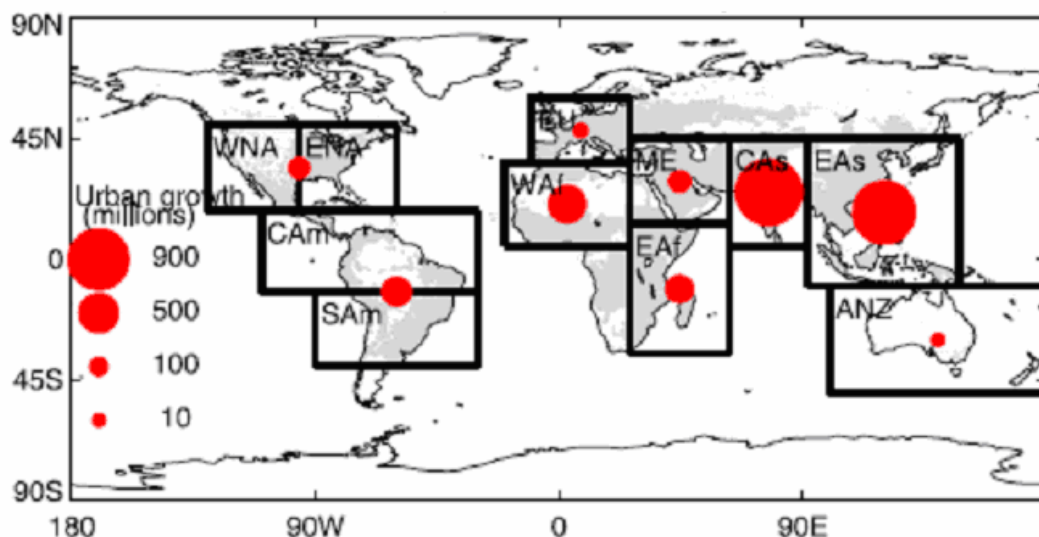 90N
45N
0
45S
90S
180
90W
0
90E
Urban growth
(millions)
900
500
100
10
WNA
ENA
CAm
SAm
EU
WAf
ME
EAf
CAs
EAs
ANZ